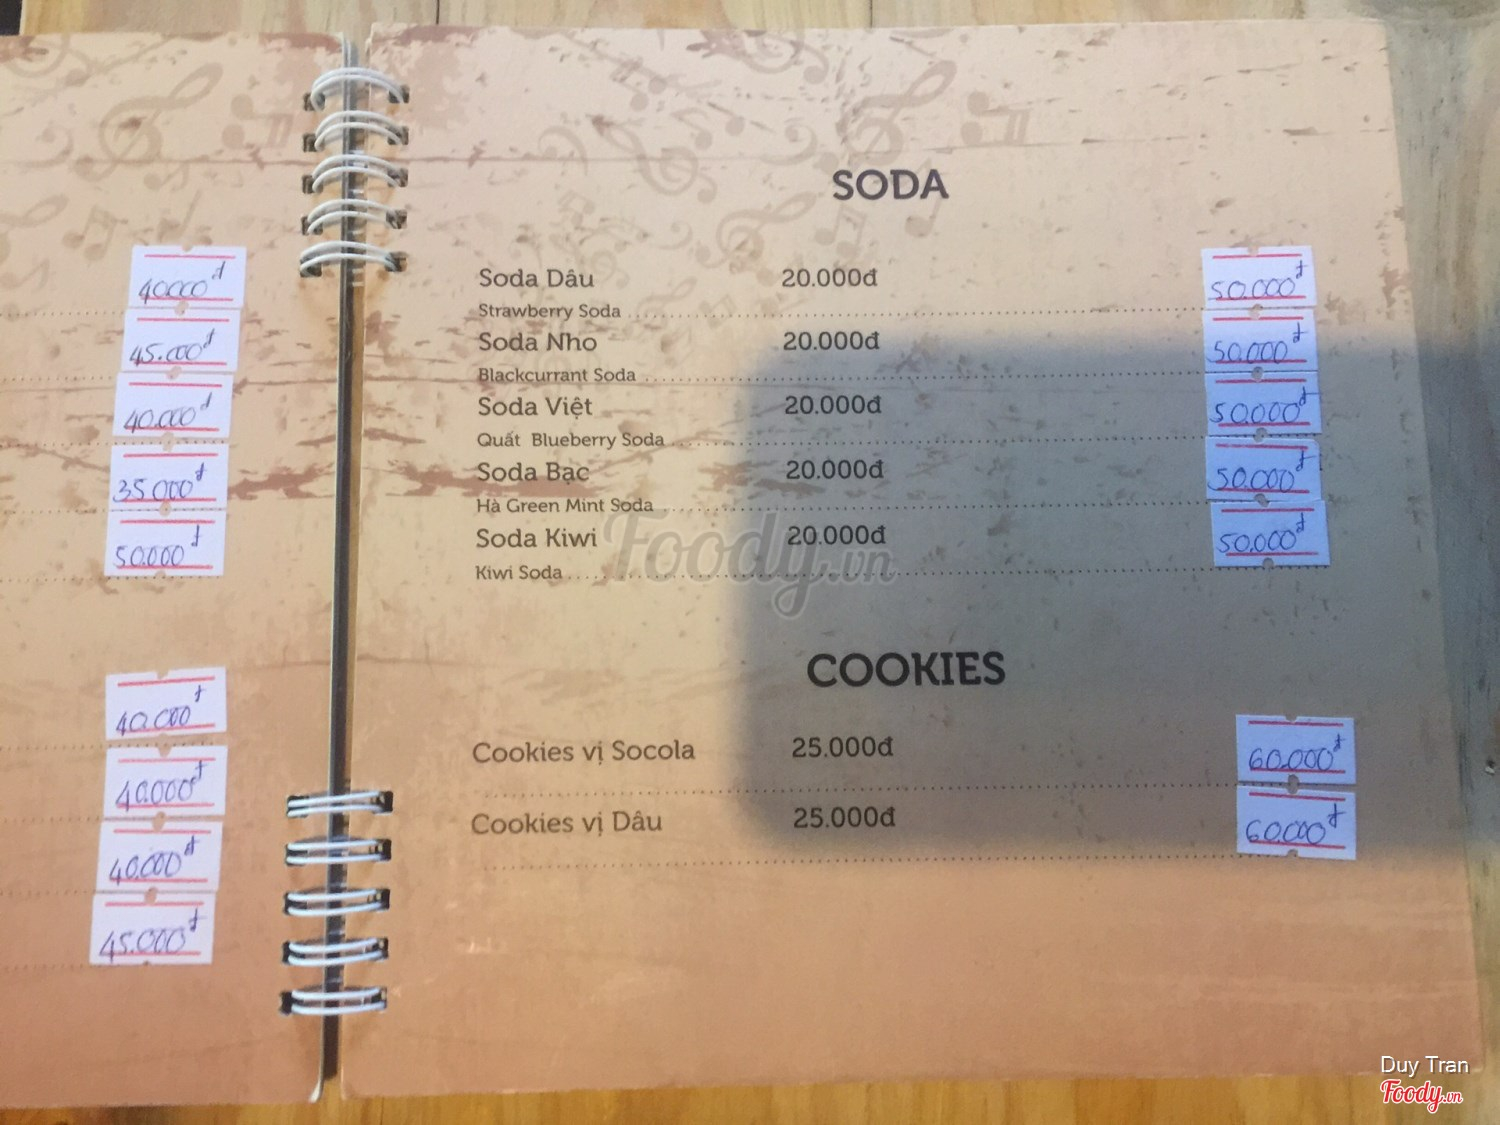 40.000đ
45.000đ
40.000đ
35.000đ
50.000đ
40.000đ
40.000đ
40.000đ
45.000đ
SODA
Soda Dâu 20.000đ 50.000đ
Strawberry Soda
Soda Nho 20.000đ 50.000đ
Blackcurrant Soda
Soda Việt 20.000đ 50.000đ
Quất Blueberry Soda
Soda Bạc 20.000đ 50.000đ
Hà Green Mint Soda
Soda Kiwi 20.000đ 50.000đ
Kiwi Soda
Foody.vn
COOKIES
Cookies vị Socola 25.000đ 60.000đ
Cookies vị Dâu 25.000đ 60.000đ
Duy Tran
Foody.vn